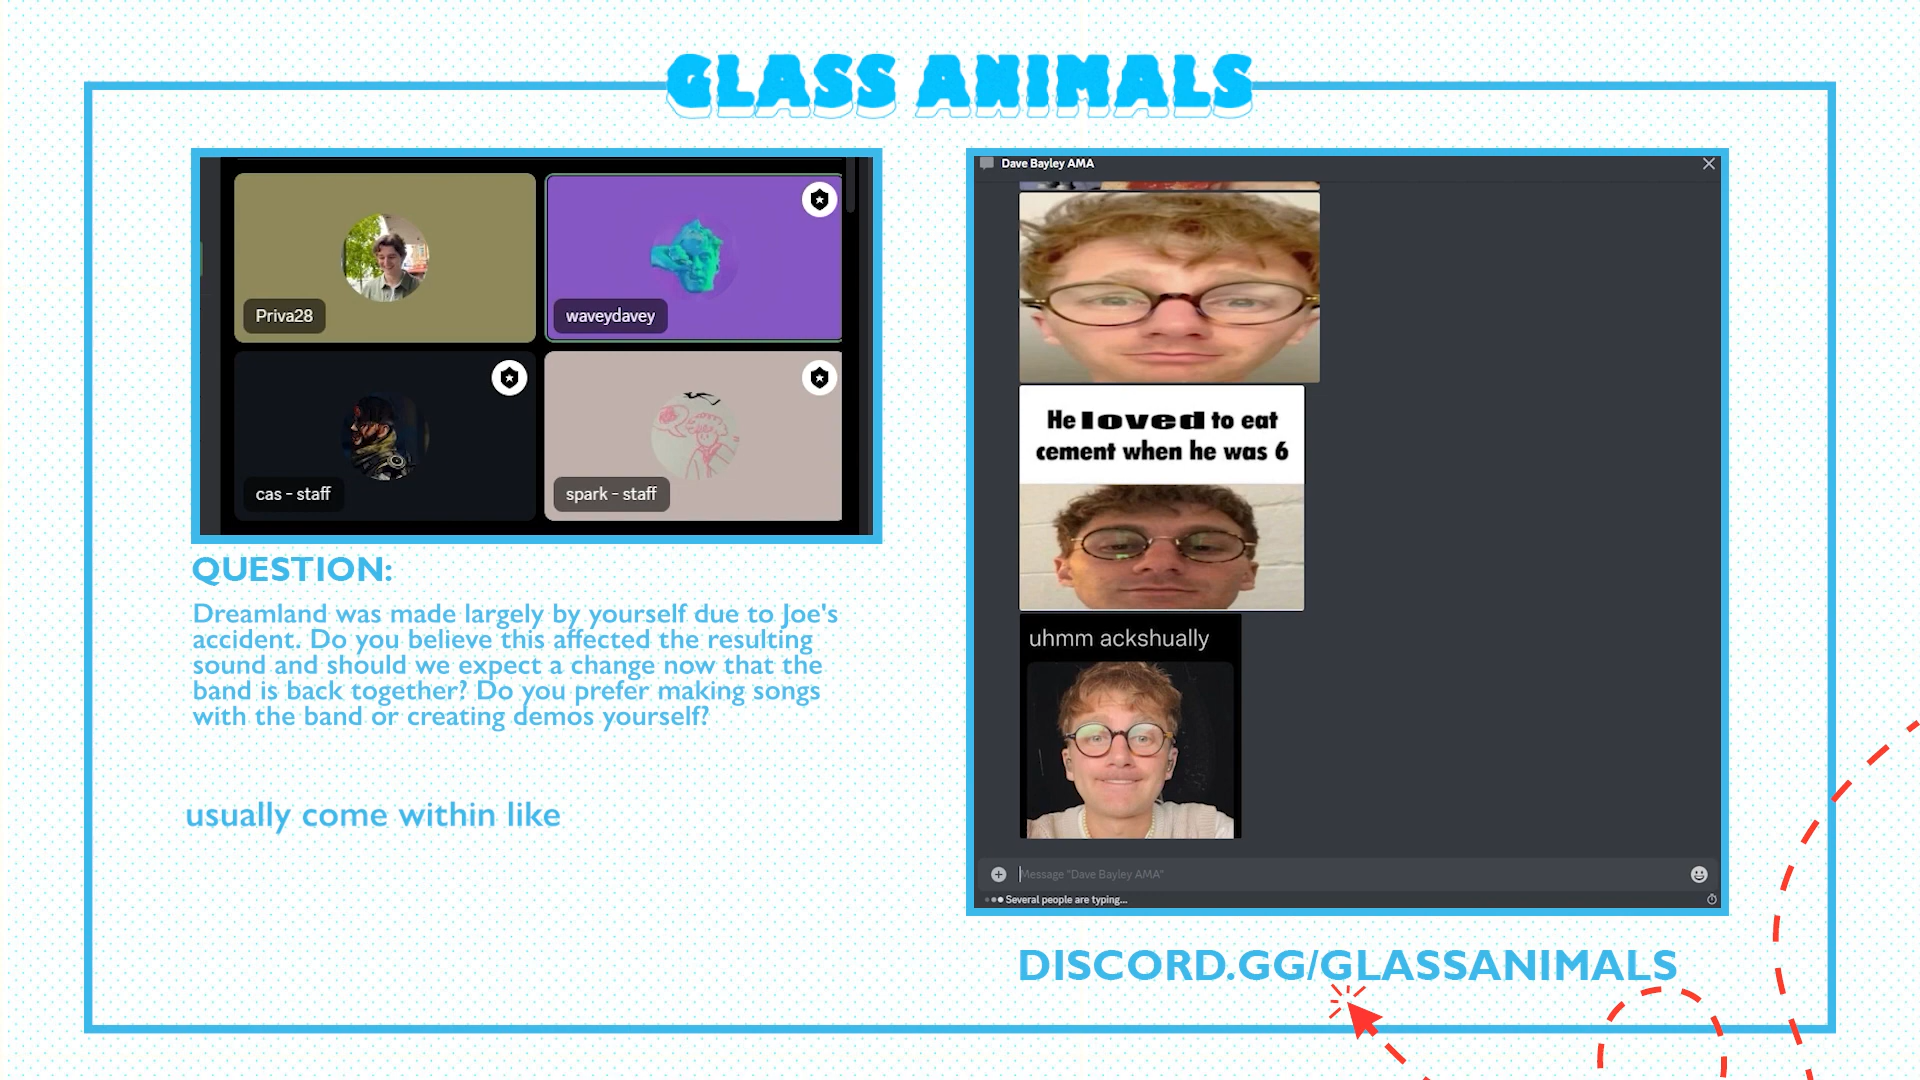 GLASS ANIMALS
Priva28
waveydavey
cas - staff
spark - staff
QUESTION:
Dreamland was made largely by yourself due to Joe's
accident. Do you believe this affected the resulting
sound and should we expect a change now that the
band is back together? Do you prefer making songs
with the band or creating demos yourself?
usually come within like
Dave Bayley AMA
He loved to eat
cement when he was 6
uhmm ackshually
Message "Dave Bayley AMA"
Several people are typing...
DISCORD.GG/GLASSANIMALS